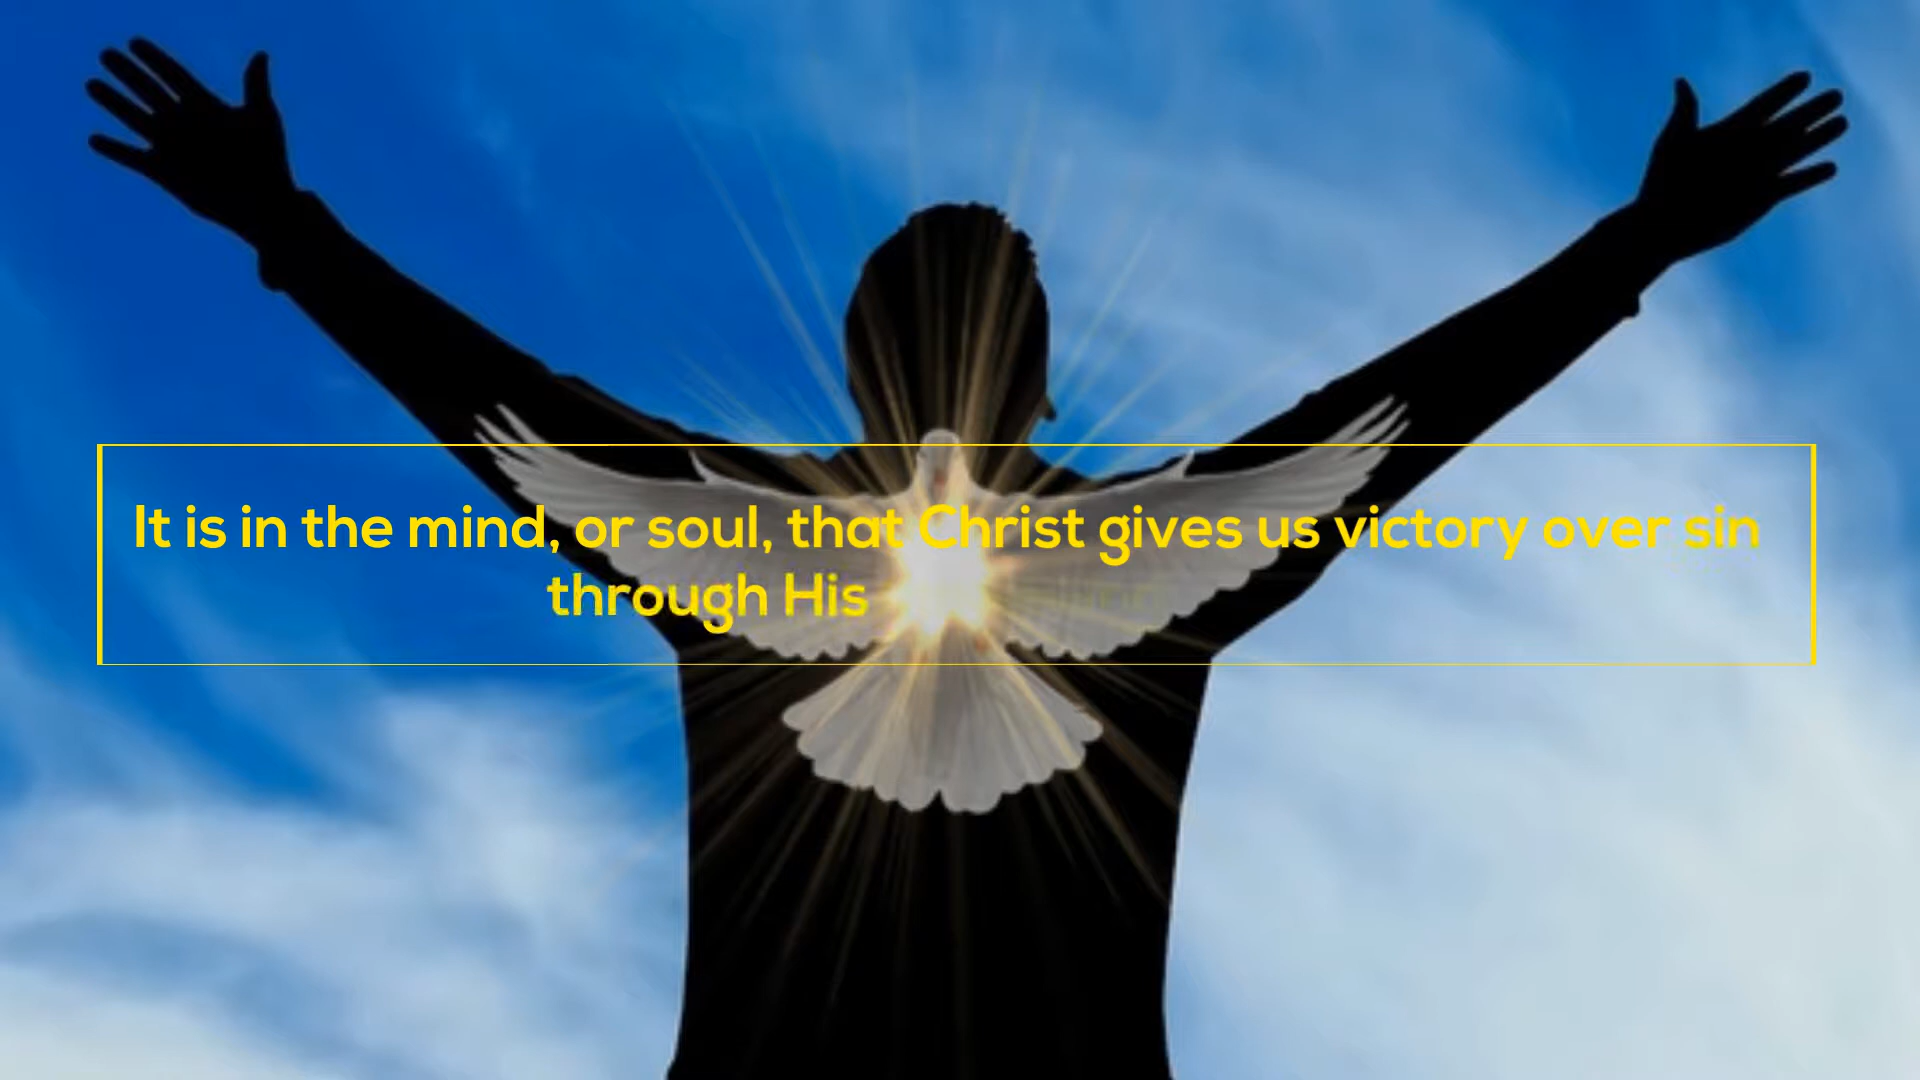 It is in the mind, or soul, that Christ gives us victory over sin
through His